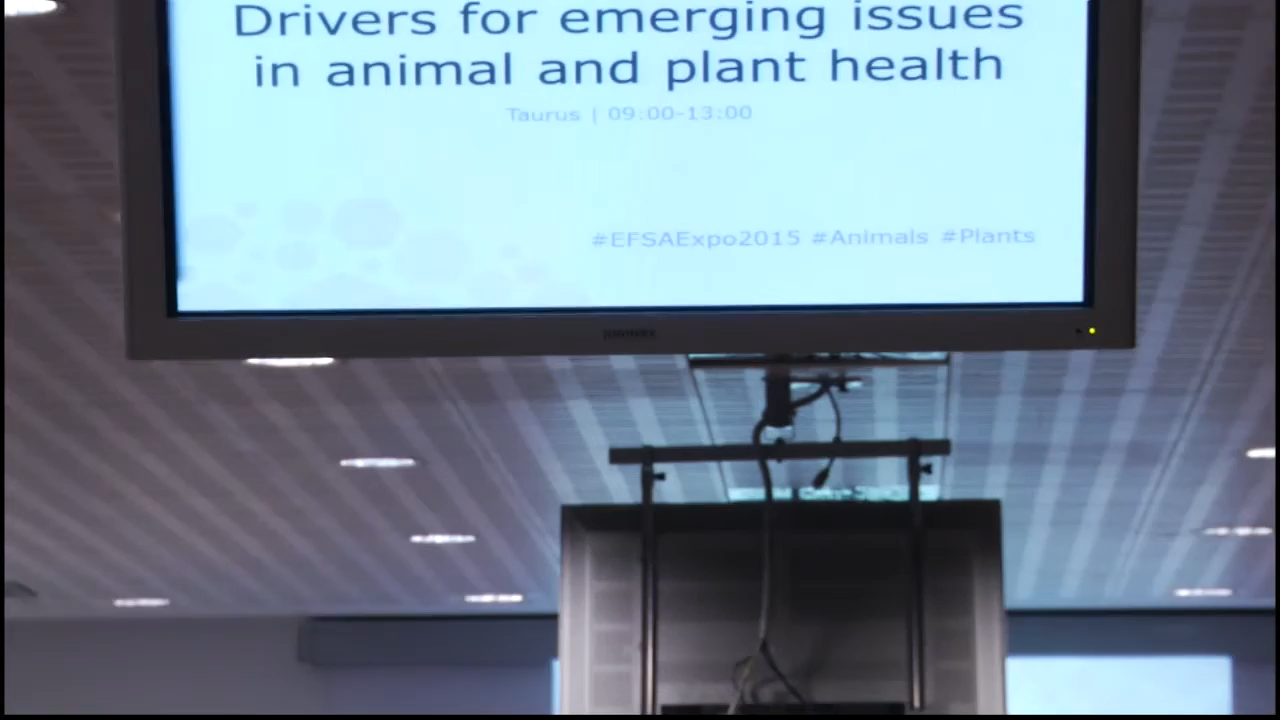 Drivers for emerging issues
in animal and plant health
Taurus | 09:00-13:00
#EFSAExpo2015 #Animals #Plants